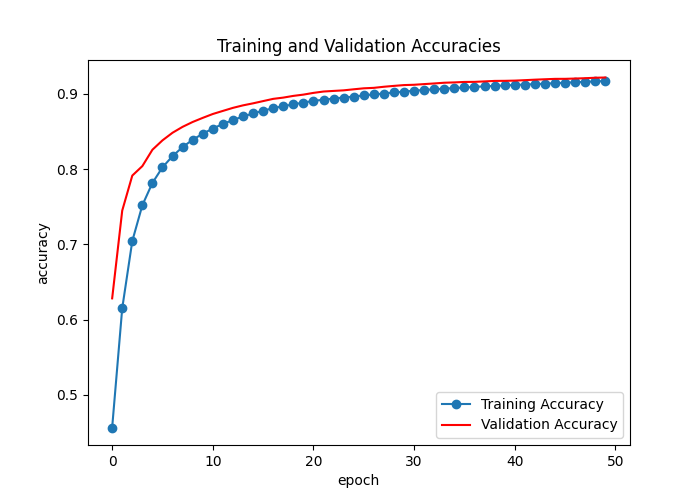 Training and Validation Accuracies
accuracy
0.9
0.8
0.7
0.6
0.5
Training Accuracy
Validation Accuracy
0 10 20 30 40 50
epoch